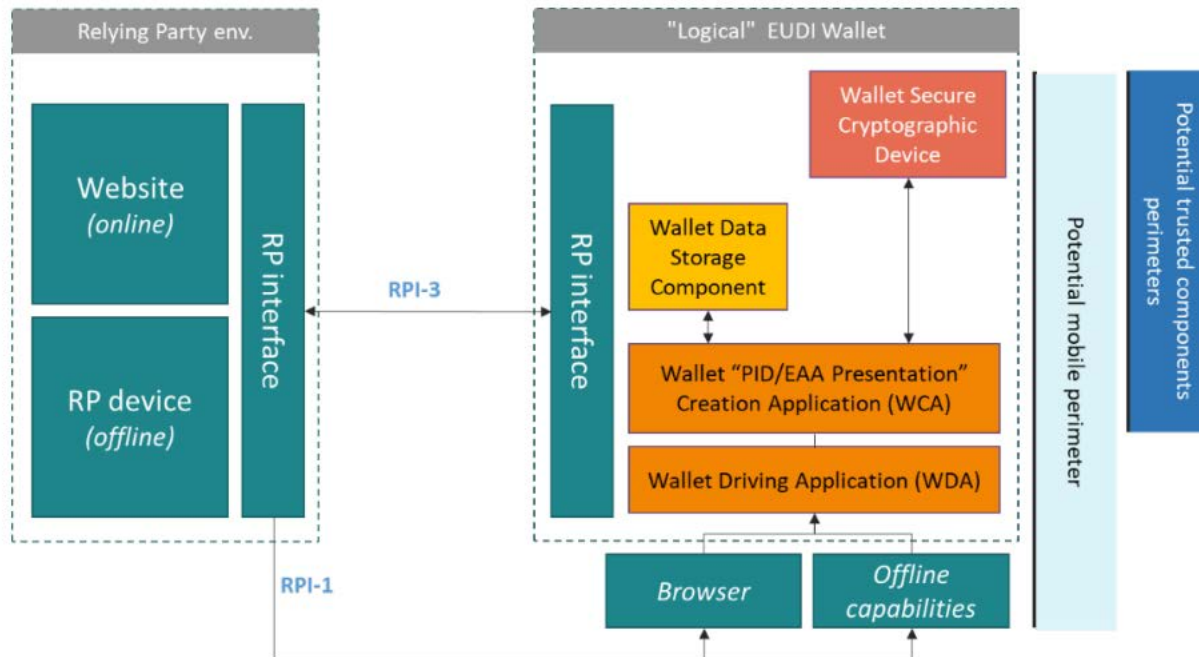 Relying Party env.
Website
(online)
RP device
(offline)
RP interface
RPI-3
RPI-1
"Logical" EUDI Wallet
RP interface
Wallet Secure
Cryptographic
Device
Wallet Data
Storage
Component
Wallet “PID/EAA Presentation”
Creation Application (WCA)
Wallet Driving Application (WDA)
Browser
Offline
capabilities
Potential mobile perimeter
Potential trusted components
perimeters